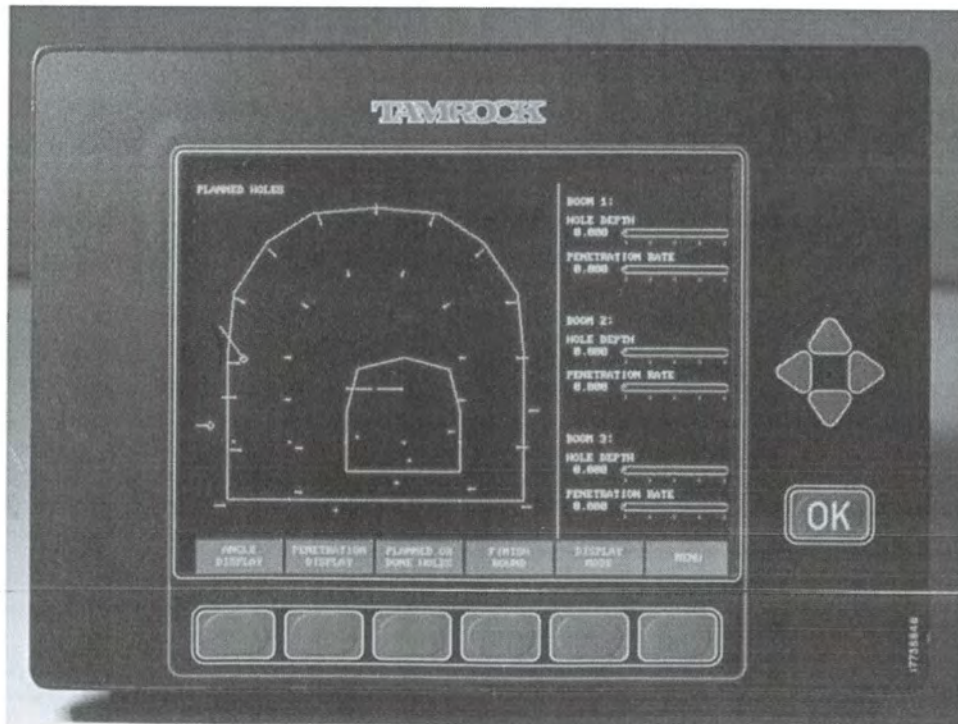 TAMROCK
PLANNED HOLES
BOOM 1:
HOLE DEPTH
0.000
PENETRATION RATE
0.000
BOOM 2:
HOLE DEPTH
0.000
PENETRATION RATE
0.000
BOOM 3:
HOLE DEPTH
0.000
PENETRATION RATE
0.000
ANGLE
DISPLAY
PENETRATION
DISPLAY
PLANNED OR
DONE HOLES
FINISH
ROUND
DISPLAY
MODE
MENU
OK